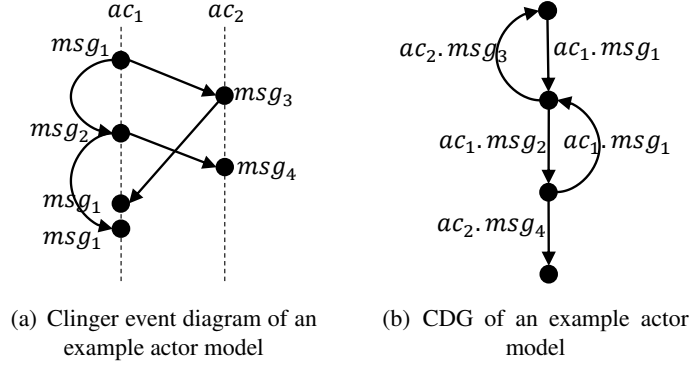 ac₁ ac₂
msg₁
msg₃
msg₂
msg₄
msg₁
msg₁
ac₂.msg₃ ac₁.msg₁
ac₁.msg₂ ac₁.msg₁
ac₂.msg₄
(a) Clinger event diagram of an
example actor model
(b) CDG of an example actor
model